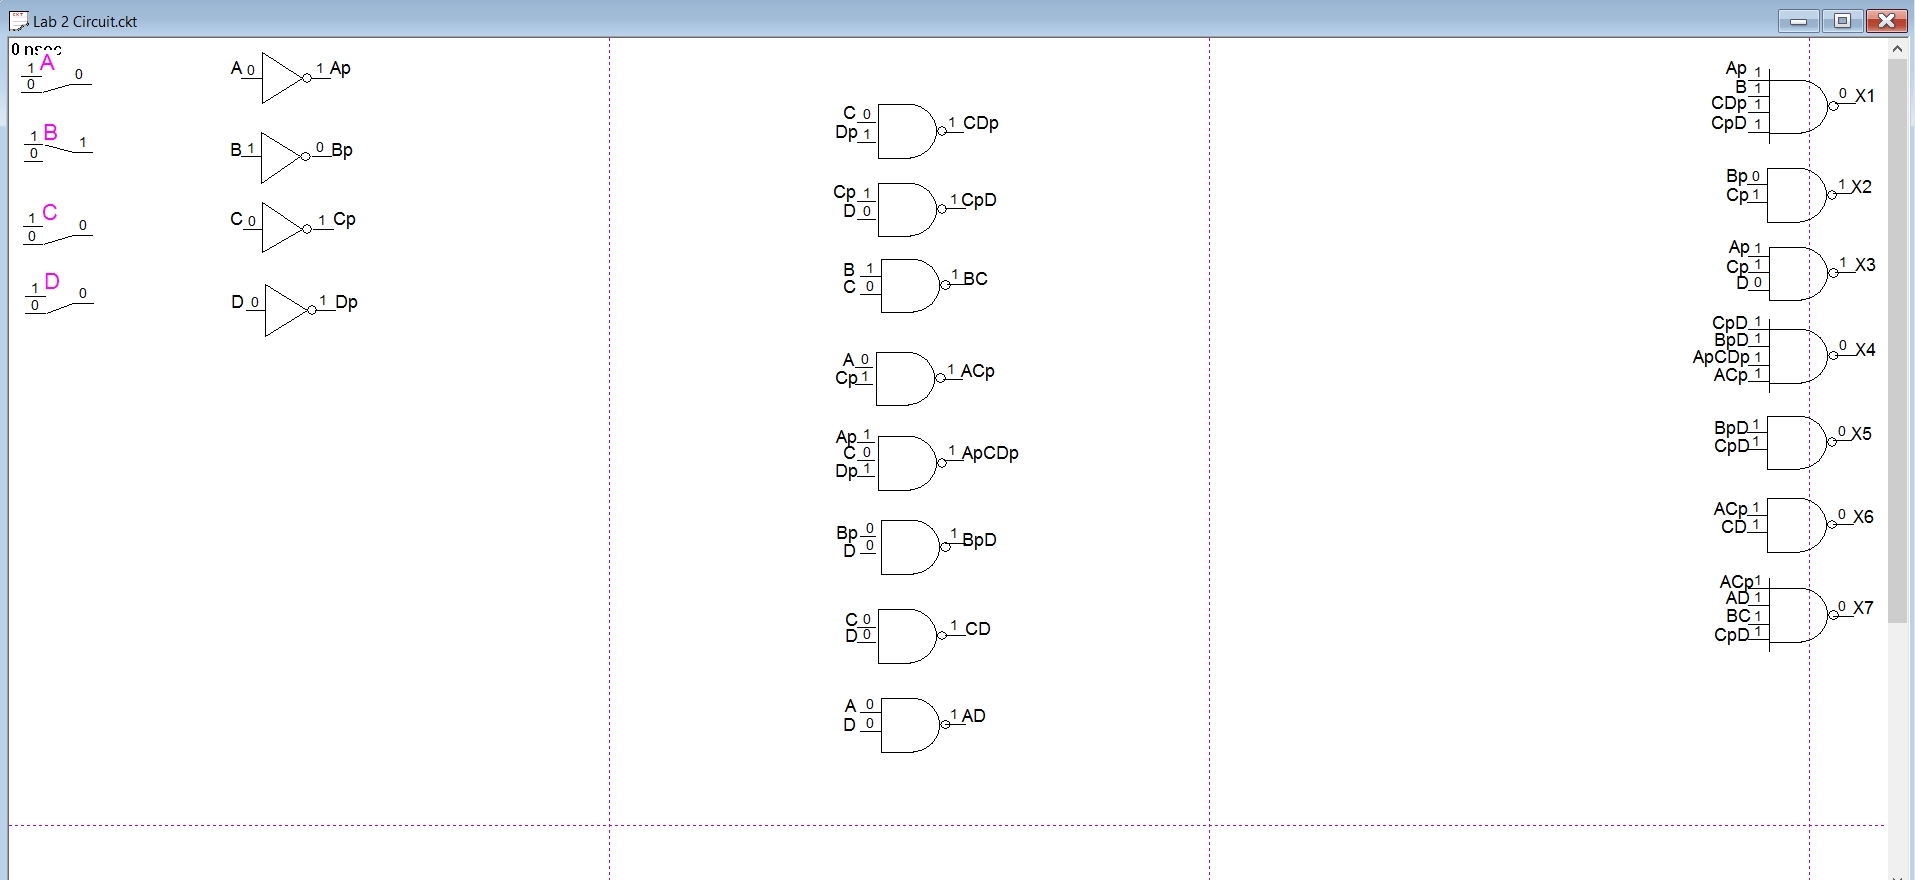 Lab 2 Circuit.ckt
0 nsec
A
1
0
0
B
1
0
1
C
1
0
0
D
1
0
0
A 0 1 Ap
B 1 0 Bp
C 0 1 Cp
D 0 1 Dp
C 0
Dp 1
1 CDp
Cp 1
D 0
1 CpD
B 1
C 0
1 BC
A 0
Cp 1
1 ACp
Ap 1
C 0
Dp 1
1 ApCDp
Bp 0
D 0
1 BpD
C 0
D 0
1 CD
A 0
D 0
1 AD
Ap 1
B 1
CDp 1
CpD 1
0 X1
Bp 0
Cp 1
1 X2
Ap 1
Cp 1
D 0
1 X3
CpD 1
BpD 1
ApCDp 1
ACp 1
0 X4
BpD 1
CpD 1
0 X5
ACp 1
CD 1
0 X6
ACp 1
AD 1
BC 1
CpD 1
0 X7